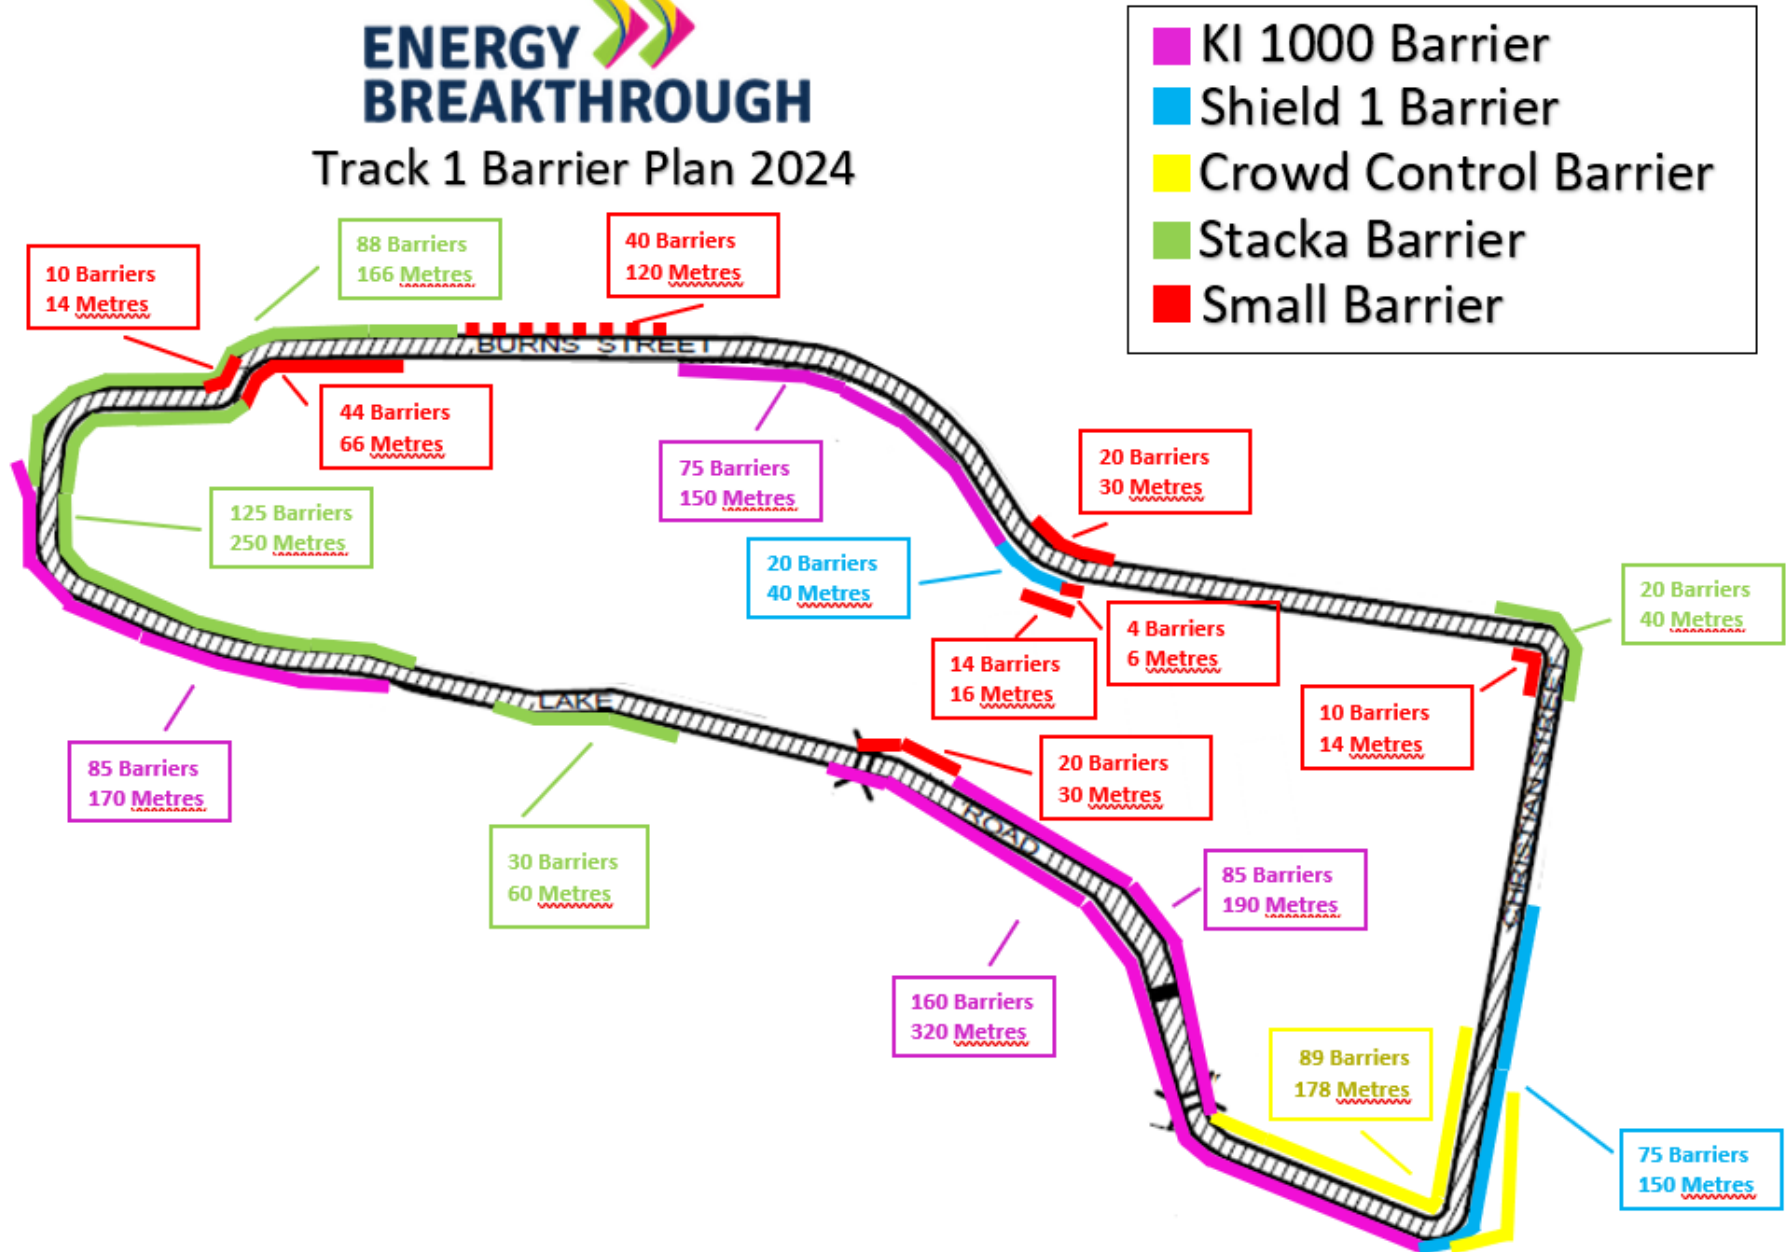 ENERGY
BREAKTHROUGH
Track 1 Barrier Plan 2024
KI 1000 Barrier
Shield 1 Barrier
Crowd Control Barrier
Stacka Barrier
Small Barrier
10 Barriers
14 Metres
88 Barriers
166 Metres
40 Barriers
120 Metres
BURNS STREET
44 Barriers
66 Metres
75 Barriers
150 Metres
20 Barriers
30 Metres
125 Barriers
250 Metres
20 Barriers
40 Metres
20 Barriers
40 Metres
4 Barriers
6 Metres
14 Barriers
16 Metres
10 Barriers
14 Metres
LAKE
85 Barriers
170 Metres
20 Barriers
30 Metres
ROAD
CHRISTIAN STREET
30 Barriers
60 Metres
85 Barriers
190 Metres
160 Barriers
320 Metres
89 Barriers
178 Metres
75 Barriers
150 Metres